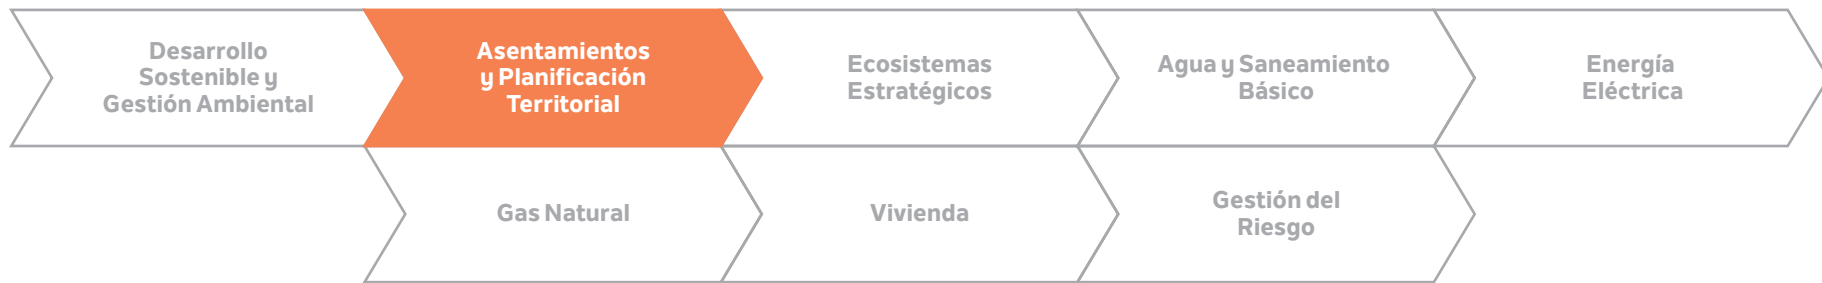 Desarrollo
Sostenible y
Gestión Ambiental
Asentamientos
y Planificación
Territorial
Ecosistemas
Estratégicos
Agua y Saneamiento
Básico
Energía
Eléctrica
Gas Natural
Vivienda
Gestión del
Riesgo